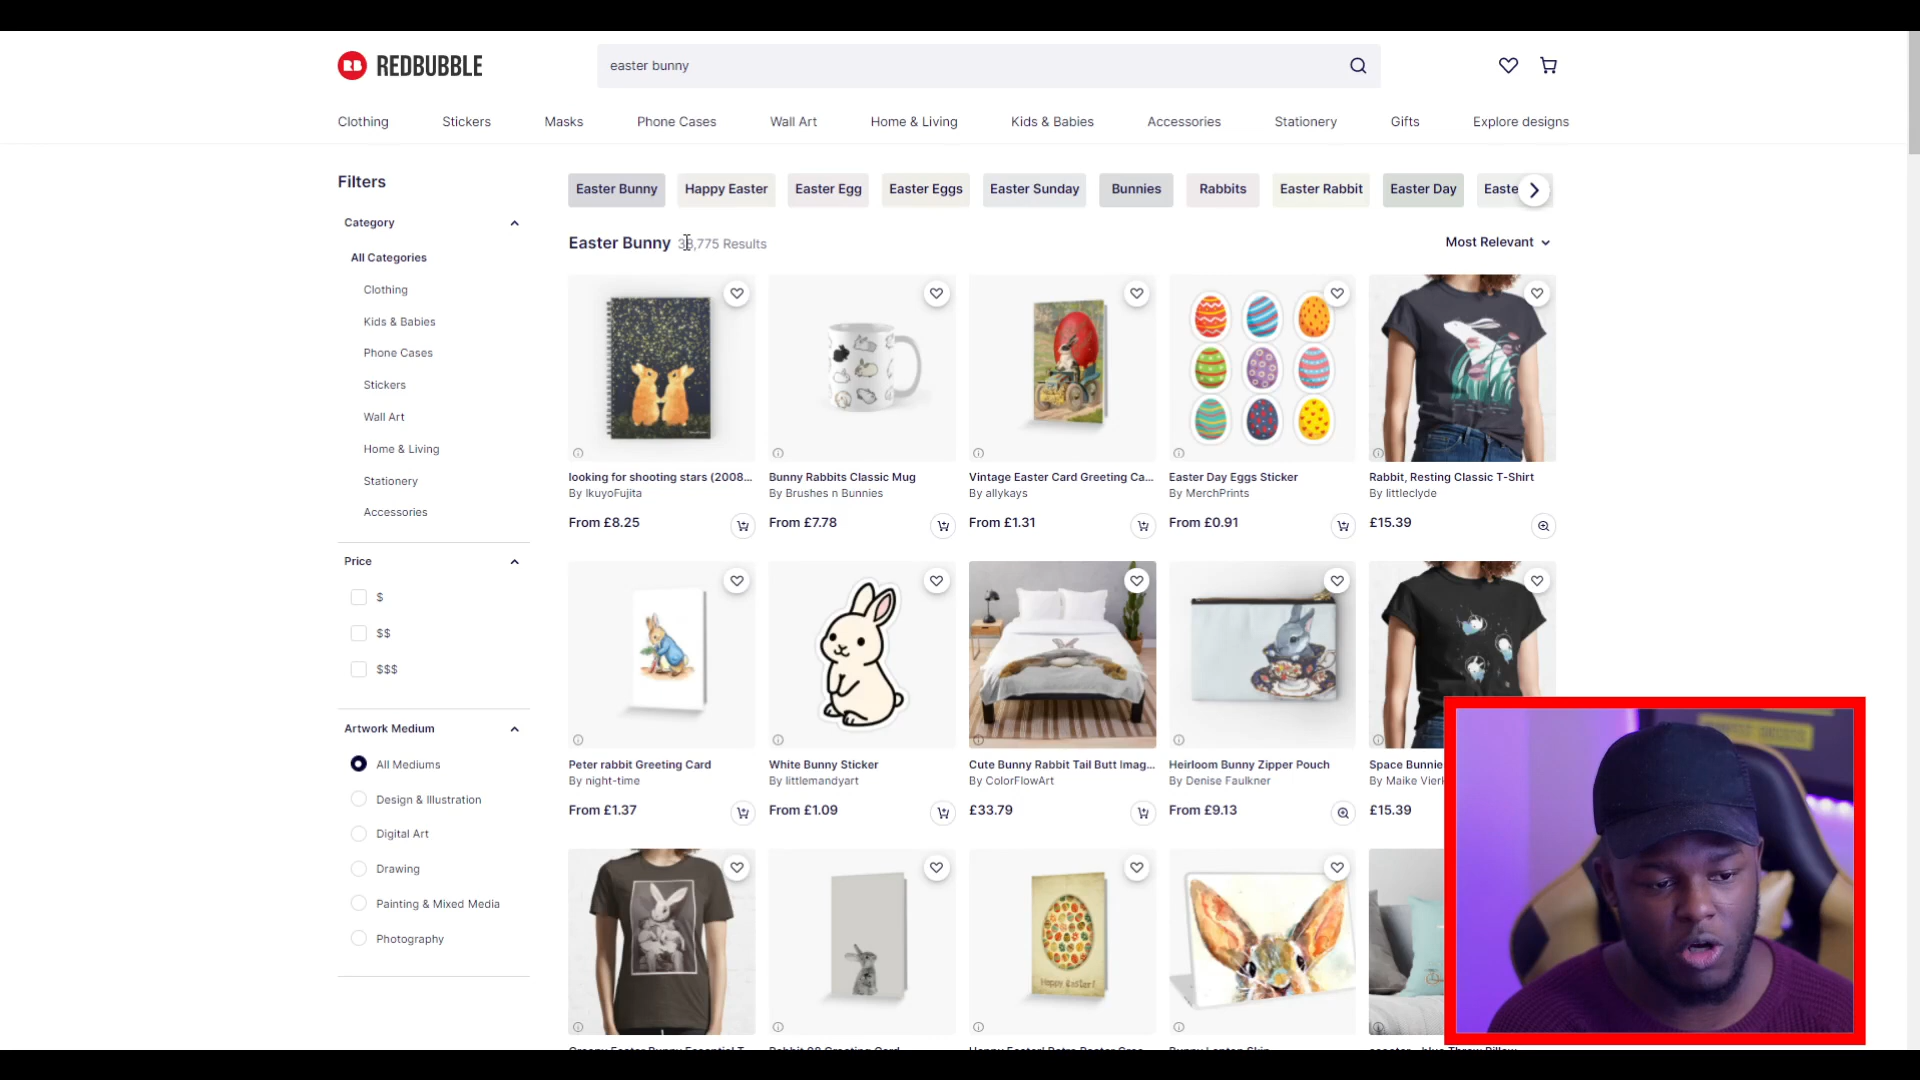 RB REDBUBBLE
easter bunny
Clothing Stickers Masks Phone Cases Wall Art Home & Living Kids & Babies Accessories Stationery Gifts Explore designs
Filters
Category
All Categories
Clothing
Kids & Babies
Phone Cases
Stickers
Wall Art
Home & Living
Stationery
Accessories
Price
$
$$
$$$
Artwork Medium
All Mediums
Design & Illustration
Digital Art
Drawing
Painting & Mixed Media
Photography
Easter Bunny Happy Easter Easter Egg Easter Eggs Easter Sunday Bunnies Rabbits Easter Rabbit Easter Day Easte
Easter Bunny Results
Most Relevant
looking for shooting stars (2008... Bunny Rabbits Classic Mug Vintage Easter Card Greeting Ca... Easter Day Eggs Sticker Rabbit, Resting Classic T-Shirt
By IkuyoFujita By Brushes n Bunnies By allykays By MerchPrints By littleclyde
From £8.25 From £7.78 From £1.31 From £0.91 £15.39
Peter rabbit Greeting Card White Bunny Sticker Cute Bunny Rabbit Tail Butt Imag... Heirloom Bunny Zipper Pouch Space Bunnie
By night-time By littlemandyart By ColorFlowArt By Denise Faulkner By Maike Vier
From £1.37 From £1.09 £33.79 From £9.13 £15.39
Happy Easter!